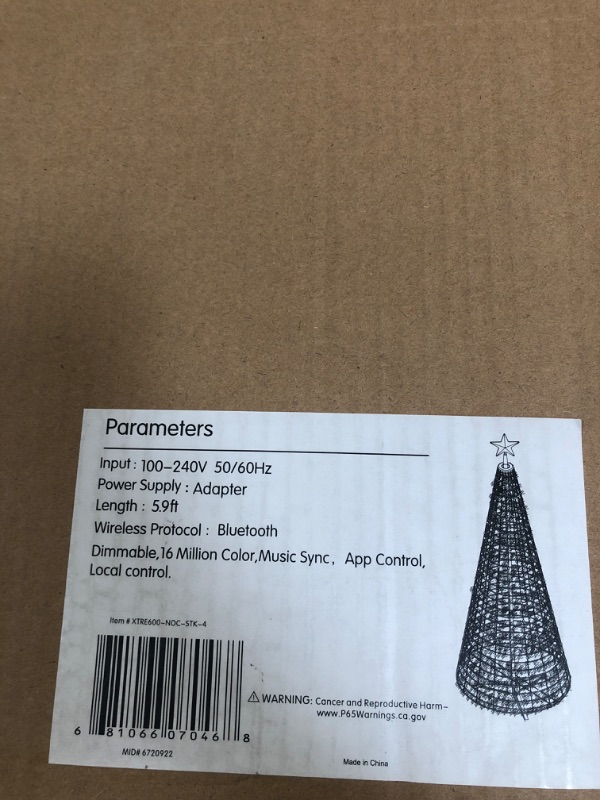 Parameters
Input : 100-240V 50/60Hz
Power Supply : Adapter
Length : 5.9ft
Wireless Protocol : Bluetooth
Dimmable,16 Million Color,Music Sync, App Control,
Local control.
Item # XTRE600-NOC-STK-4
6 81066 07046 8
MID# 6720922
⚠ WARNING: Cancer and Reproductive Harm-
www.P65Warnings.ca.gov
Made in China